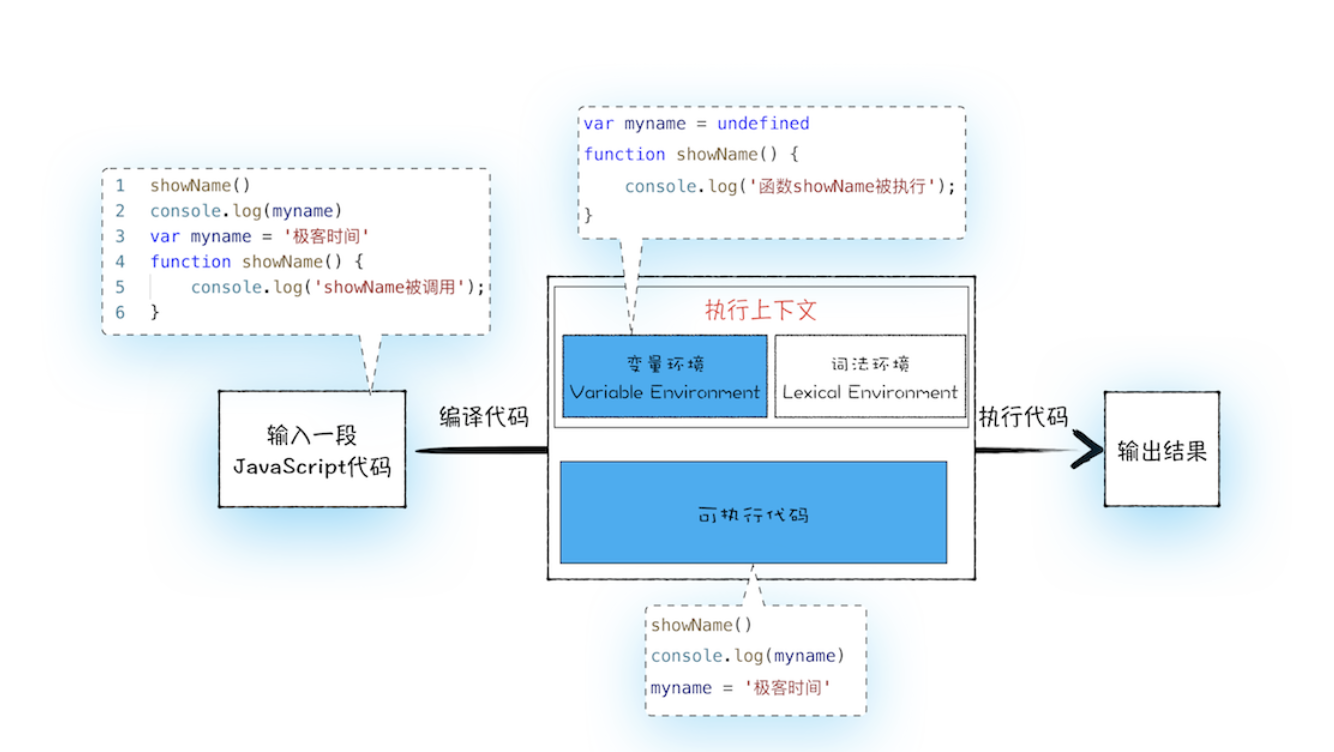 var myname = undefined
function showName() {
    console.log('函数showName被执行');
}
1 showName()
2 console.log(myname)
3 var myname = '极客时间'
4 function showName() {
5     console.log('showName被调用');
6 }
执行上下文
变量环境
Variable Environment
词法环境
Lexical Environment
输入一段
JavaScript代码
编译代码
执行代码
输出结果
可执行代码
showName()
console.log(myname)
myname = '极客时间'